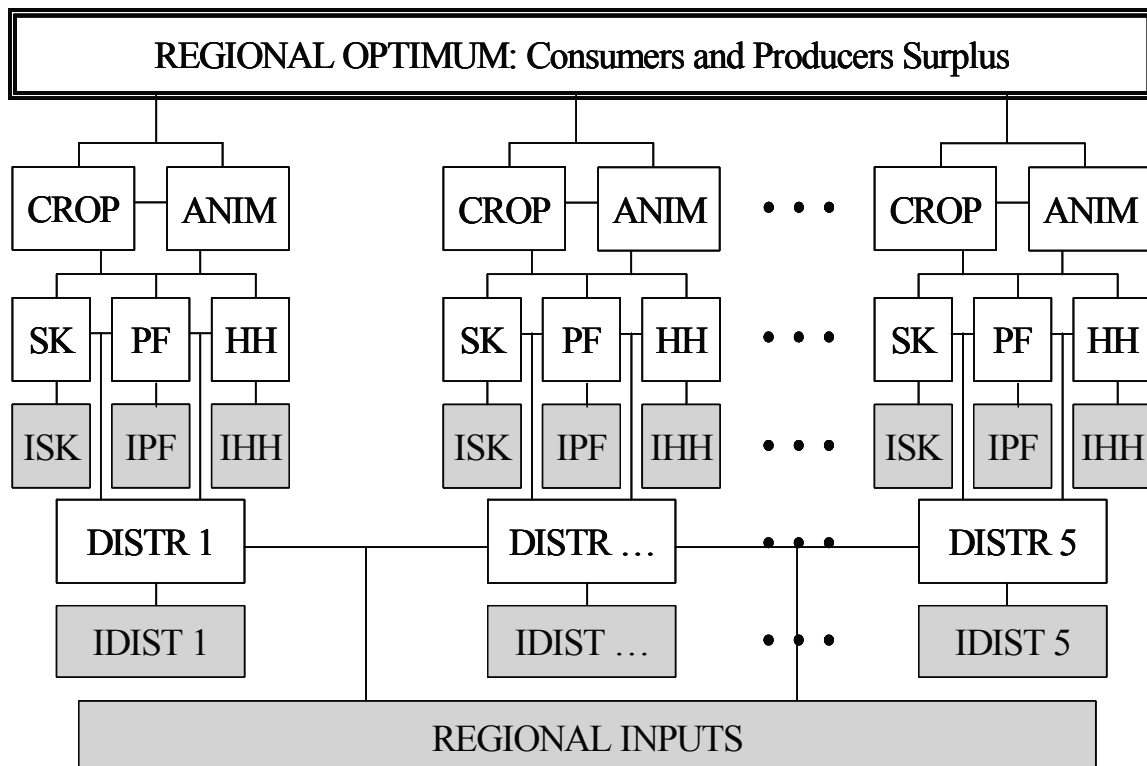 REGIONAL OPTIMUM: Consumers and Producers Surplus
CROP ANIM CROP ANIM • • • CROP ANIM
SK PF HH SK PF HH • • • SK PF HH
ISK IPF IHH ISK IPF IHH • • • ISK IPF IHH
DISTR 1 DISTR … • • • DISTR 5
IDIST 1 IDIST … • • • IDIST 5
REGIONAL INPUTS